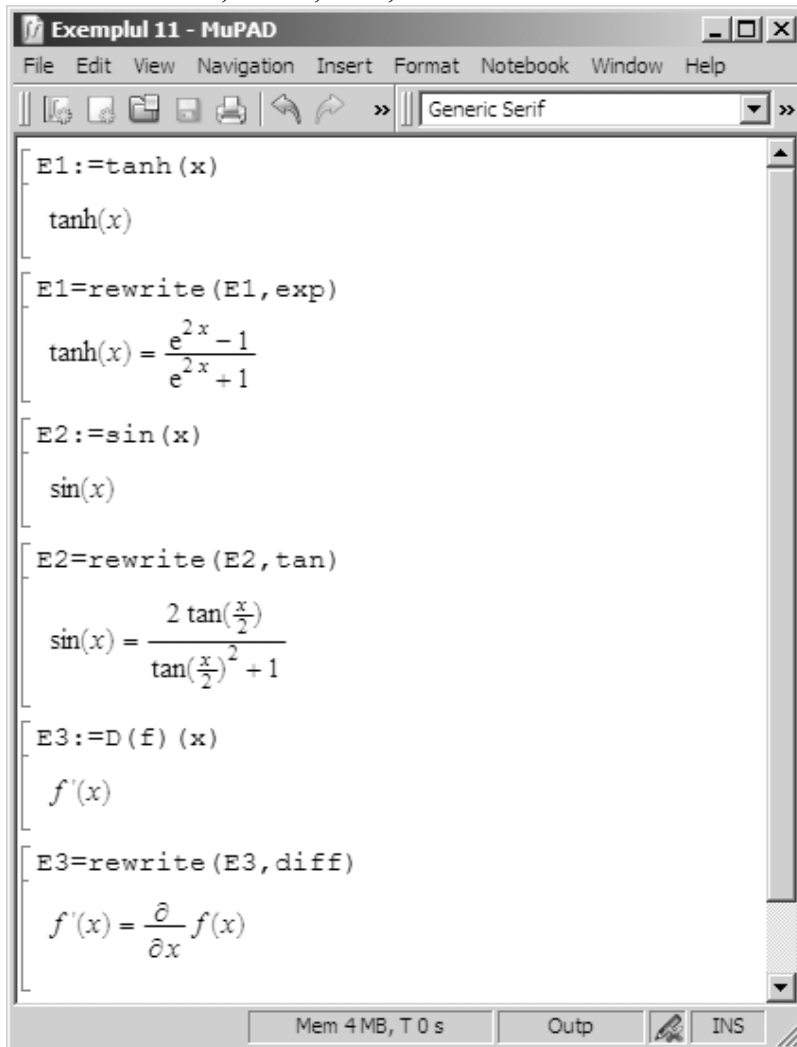 Exemplul 11 - MuPAD
File Edit View Navigation Insert Format Notebook Window Help
» Generic Serif »
E1:=tanh(x)
tanh(x)
E1=rewrite(E1,exp)
tanh(x) = (e^(2 x) − 1)/(e^(2 x) + 1)
E2:=sin(x)
sin(x)
E2=rewrite(E2,tan)
sin(x) = (2 tan(x/2))/(tan(x/2)^2 + 1)
E3:=D(f)(x)
f'(x)
E3=rewrite(E3,diff)
f'(x) = ∂/∂x f(x)
Mem 4 MB, T 0 s Outp INS